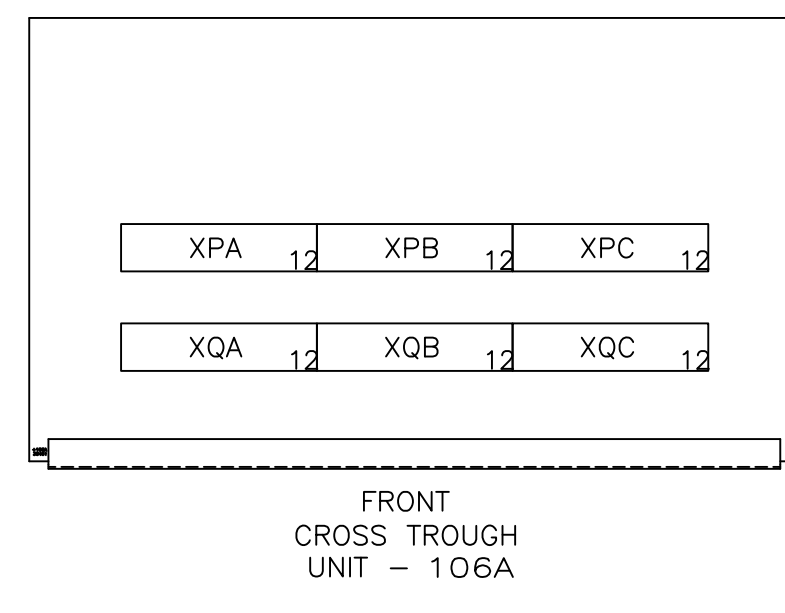 XPA 12 XPB 12 XPC 12
XQA 12 XQB 12 XQC 12
FRONT
CROSS TROUGH
UNIT - 106A